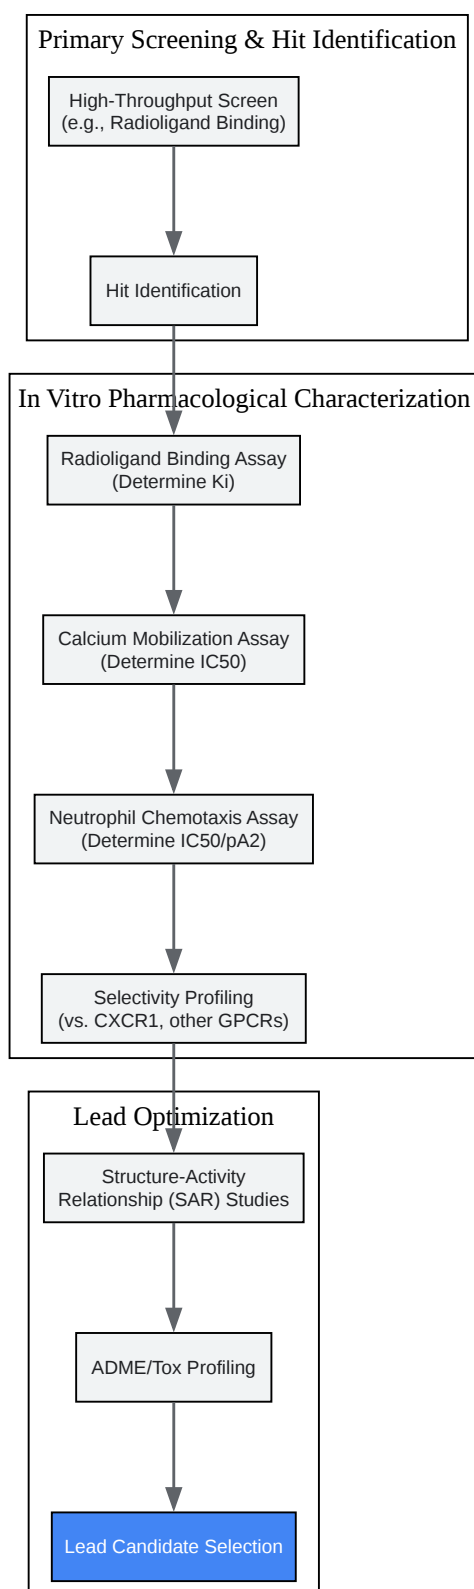 Primary Screening & Hit Identification
High-Throughput Screen
(e.g., Radioligand Binding)
Hit Identification
In Vitro Pharmacological Characterization
Radioligand Binding Assay
(Determine Ki)
Calcium Mobilization Assay
(Determine IC50)
Neutrophil Chemotaxis Assay
(Determine IC50/pA2)
Selectivity Profiling
(vs. CXCR1, other GPCRs)
Lead Optimization
Structure-Activity
Relationship (SAR) Studies
ADME/Tox Profiling
Lead Candidate Selection